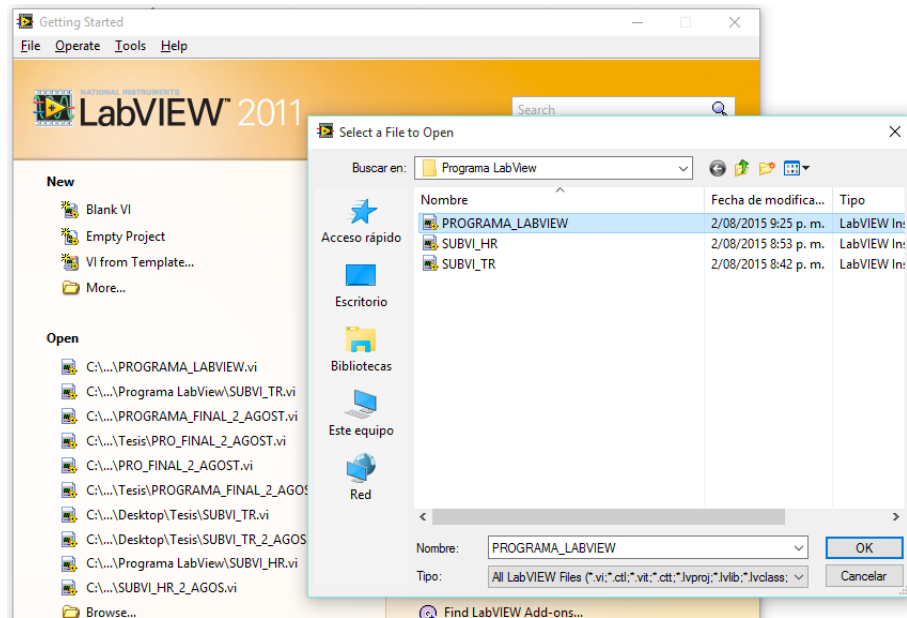 Getting Started
File Operate Tools Help
NATIONAL INSTRUMENTS
LabVIEW™ 2011
Search
New
Blank VI
Empty Project
VI from Template...
More...
Open
C:\...\PROGRAMA_LABVIEW.vi
C:\...\Programa LabView\SUBVI_TR.vi
C:\...\PROGRAMA_FINAL_2_AGOST.vi
C:\...\Tesis\PRO_FINAL_2_AGOST.vi
C:\...\PRO_FINAL_2_AGOST.vi
C:\...\Tesis\PROGRAMA_FINAL_2_AGOS
C:\...\Desktop\Tesis\SUBVI_TR.vi
C:\...\Desktop\Tesis\SUBVI_TR_2_AGOS
C:\...\Programa LabView\SUBVI_HR.vi
C:\...\SUBVI_HR_2_AGOS.vi
Browse...
Find LabVIEW Add-ons...
Select a File to Open
Buscar en: Programa LabView
Acceso rápido
Escritorio
Bibliotecas
Este equipo
Red
Nombre Fecha de modifica... Tipo
PROGRAMA_LABVIEW 2/08/2015 9:25 p. m. LabVIEW Ins
SUBVI_HR 2/08/2015 8:53 p. m. LabVIEW Ins
SUBVI_TR 2/08/2015 8:42 p. m. LabVIEW Ins
Nombre: PROGRAMA_LABVIEW OK
Tipo: All LabVIEW Files (*.vi;*.ctl;*.vit;*.ctt;*.lvproj;*.lvlib;*.lvclass; Cancelar